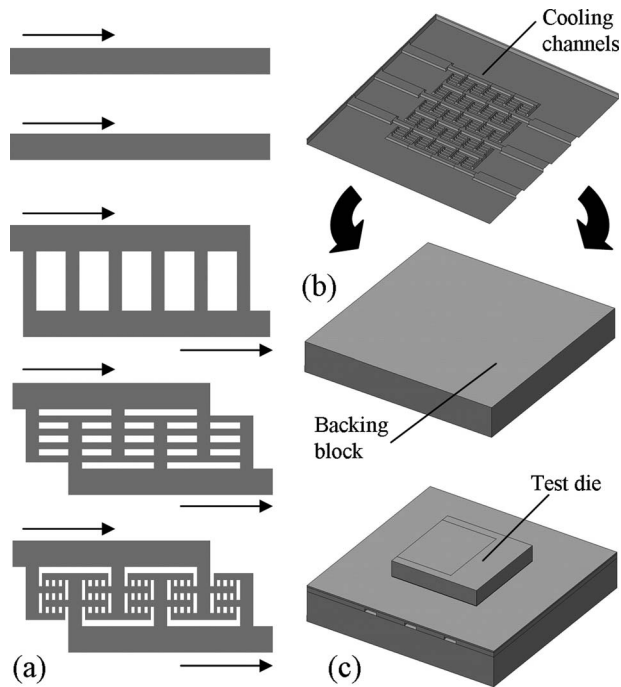 Cooling
channels
(b)
Backing
block
Test die
(a)
(c)